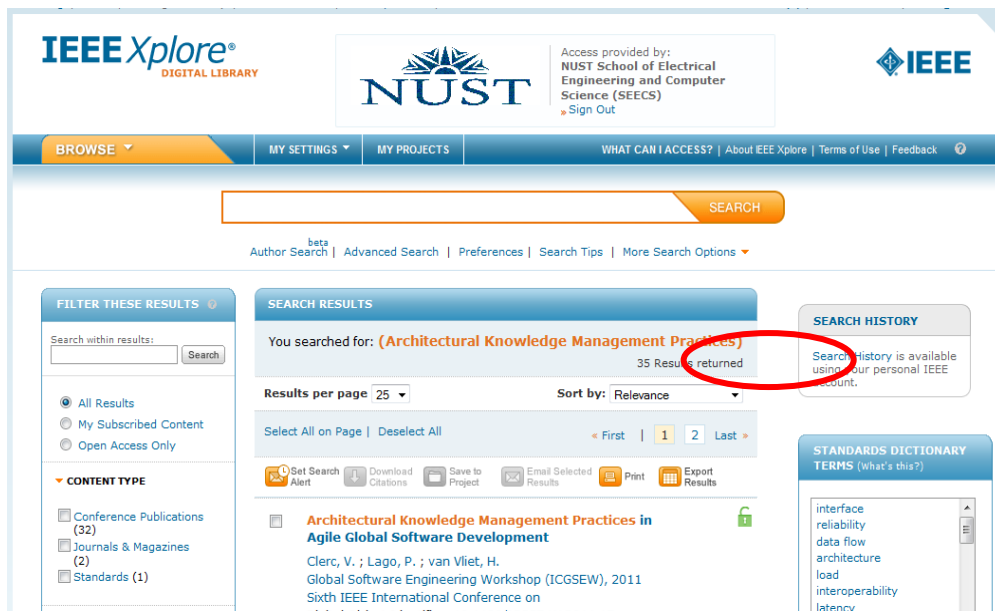 IEEE Xplore®
DIGITAL LIBRARY
NUST
Access provided by:
NUST School of Electrical
Engineering and Computer
Science (SEECS)
» Sign Out
IEEE
BROWSE
MY SETTINGS
MY PROJECTS
WHAT CAN I ACCESS? | About IEEE Xplore | Terms of Use | Feedback ?
SEARCH
beta
Author Search | Advanced Search | Preferences | Search Tips | More Search Options
FILTER THESE RESULTS ?
Search within results:
Search
All Results
My Subscribed Content
Open Access Only
CONTENT TYPE
Conference Publications
(32)
Journals & Magazines
(2)
Standards (1)
SEARCH RESULTS
You searched for: (Architectural Knowledge Management Practices)
35 Results returned
Results per page 25
Sort by: Relevance
Select All on Page | Deselect All
« First | 1 2 Last »
Set Search
Alert
Download
Citations
Save to
Project
Email Selected
Results
Print
Export
Results
Architectural Knowledge Management Practices in
Agile Global Software Development
Clerc, V. ; Lago, P. ; van Vliet, H.
Global Software Engineering Workshop (ICGSEW), 2011
Sixth IEEE International Conference on
SEARCH HISTORY
Search History is available
using your personal IEEE
account.
STANDARDS DICTIONARY
TERMS (What's this?)
interface
reliability
data flow
architecture
load
interoperability
latency